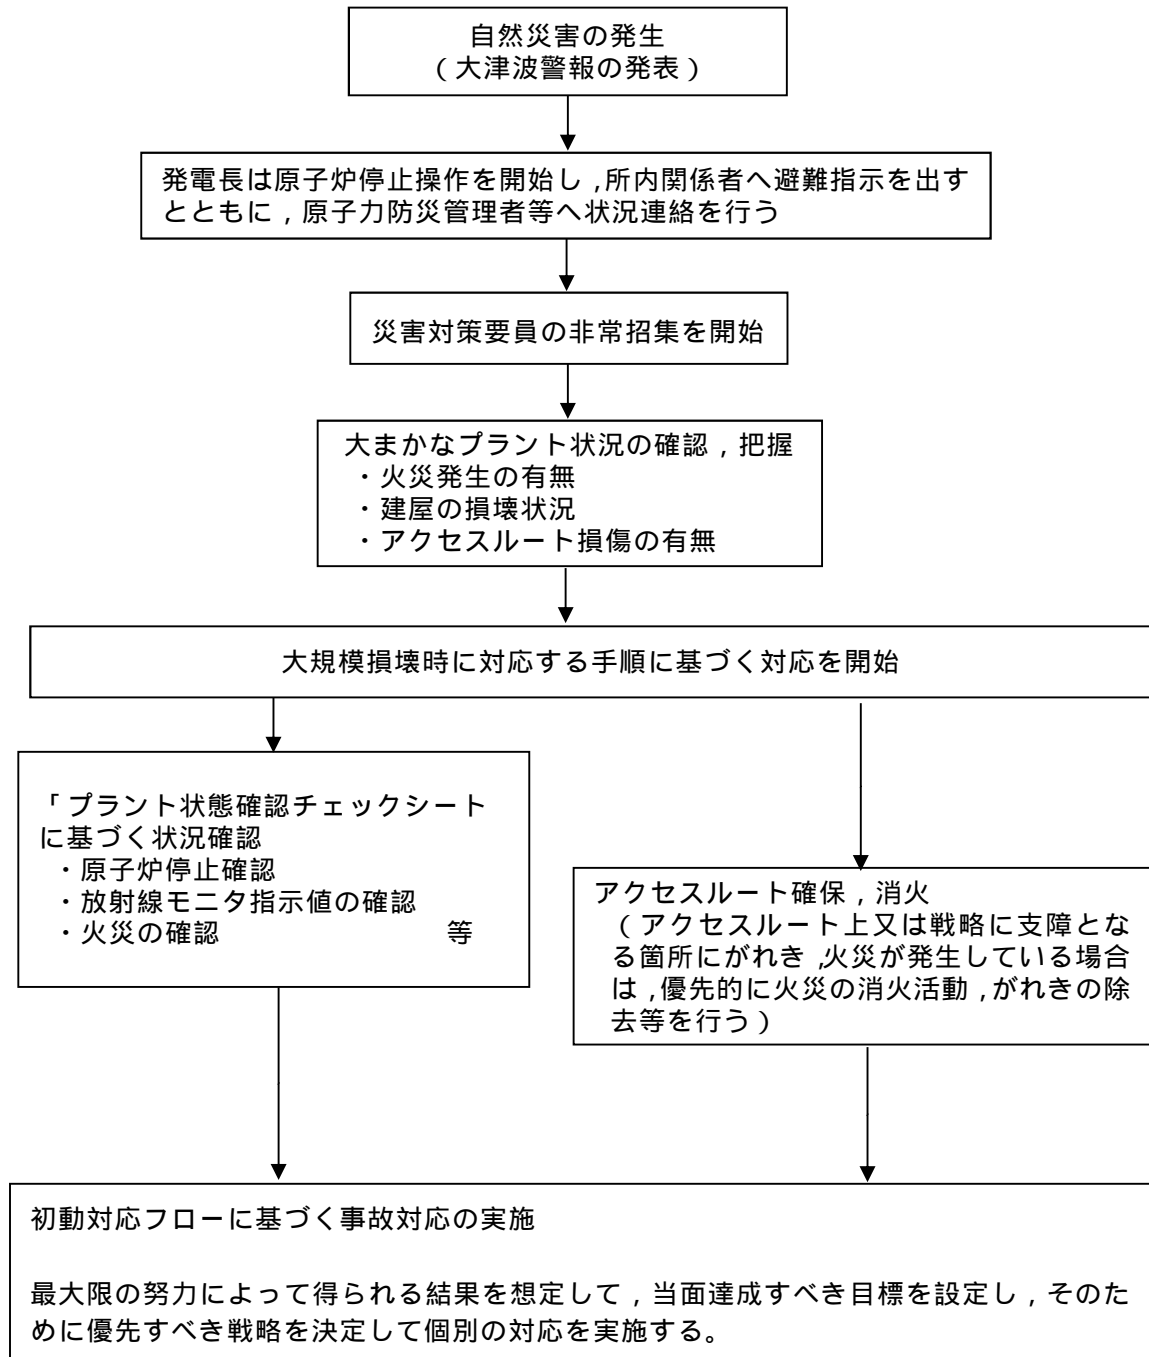 自然災害の発生
（大津波警報の発表）
発電長は原子炉停止操作を開始し，所内関係者へ避難指示を出す
とともに，原子力防災管理者等へ状況連絡を行う
災害対策要員の非常招集を開始
大まかなプラント状況の確認，把握
・火災発生の有無
・建屋の損壊状況
・アクセスルート損傷の有無
大規模損壊時に対応する手順に基づく対応を開始
「プラント状態確認チェックシート
に基づく状況確認
・原子炉停止確認
・放射線モニタ指示値の確認
・火災の確認 等
アクセスルート確保，消火
（アクセスルート上又は戦略に支障とな
る箇所にがれき，火災が発生している場合
は，優先的に火災の消火活動，がれきの除
去等を行う）
初動対応フローに基づく事故対応の実施
最大限の努力によって得られる結果を想定して，当面達成すべき目標を設定し，そのた
めに優先すべき戦略を決定して個別の対応を実施する。